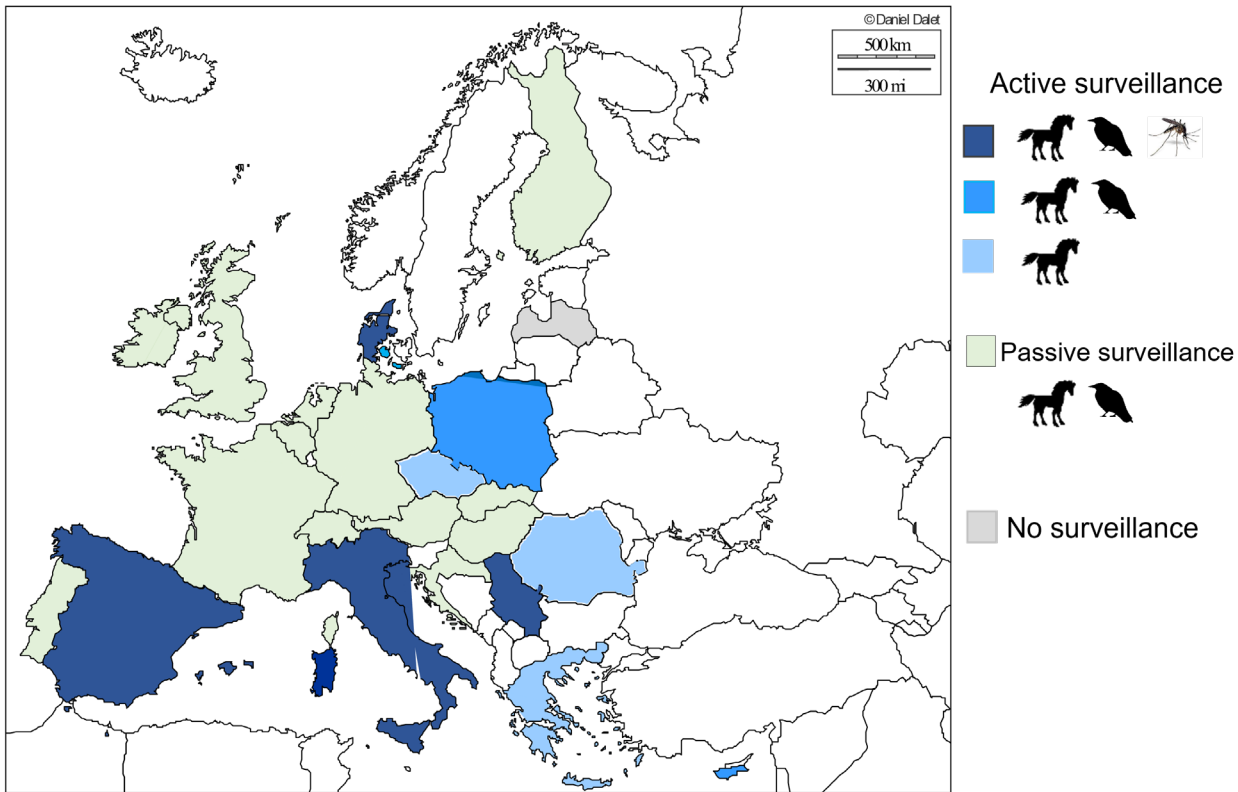 © Daniel Dalet
500 km
300 mi
Active surveillance
Passive surveillance
No surveillance